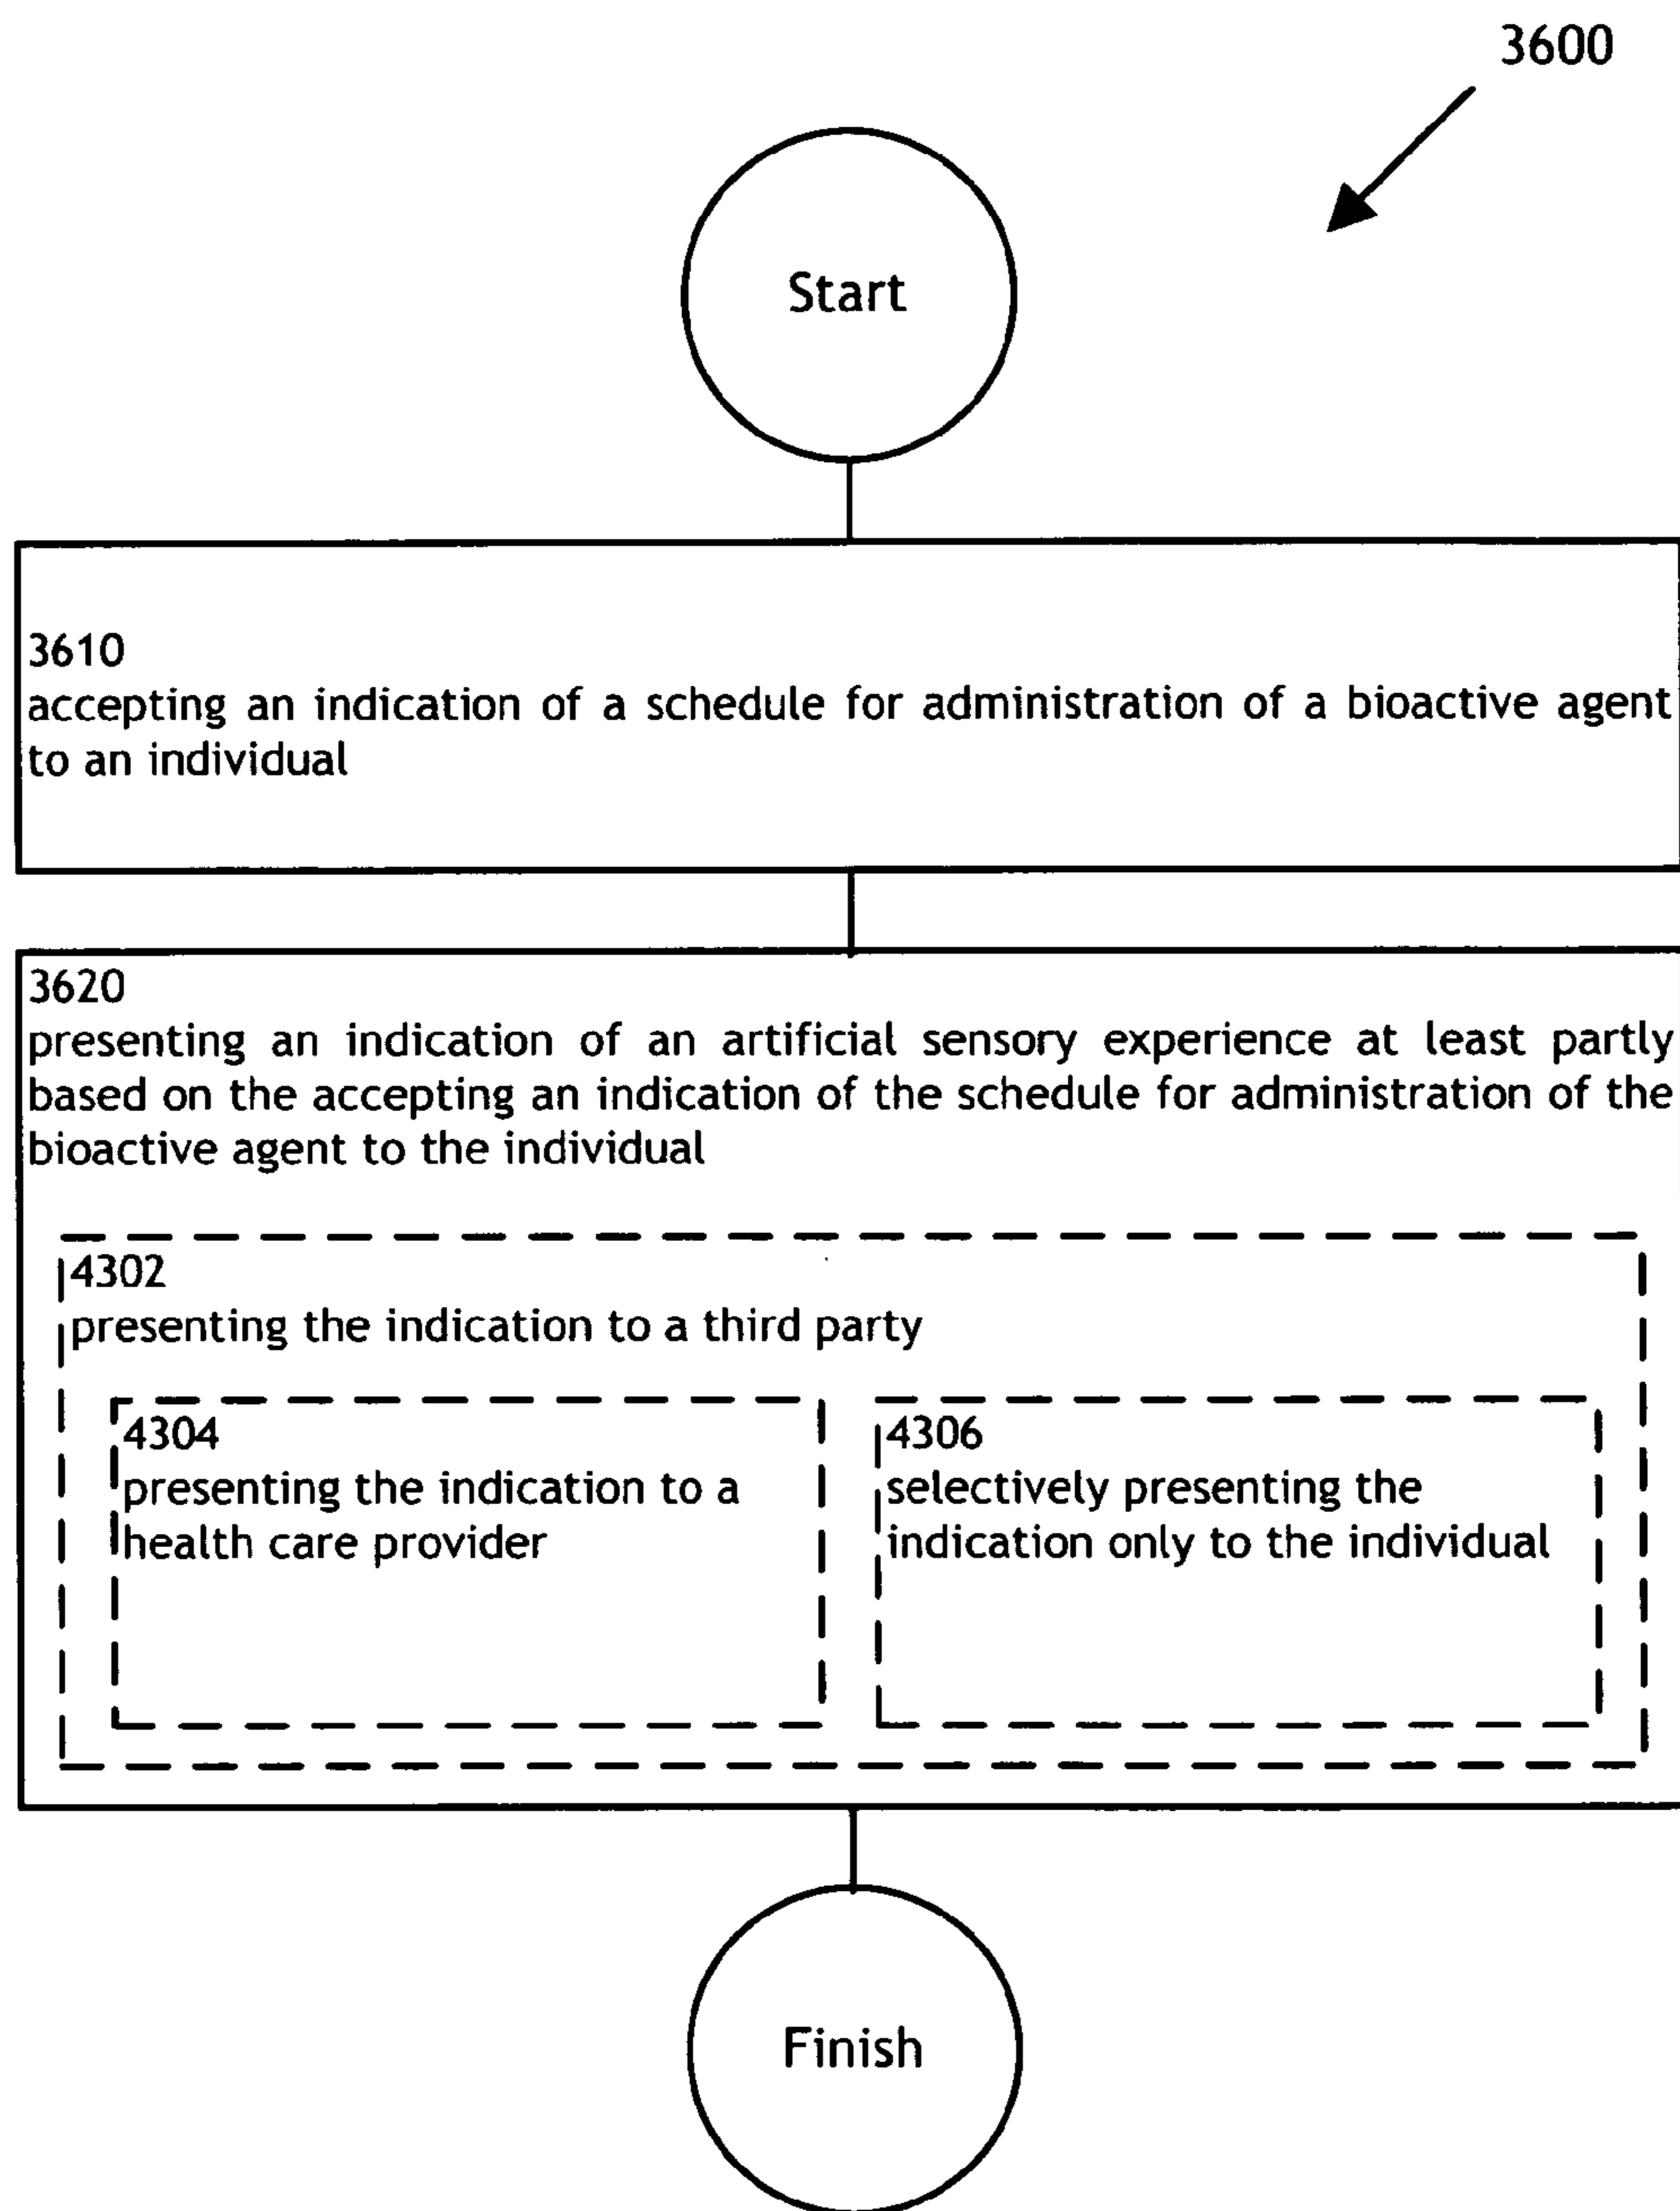 3600
Start
3610
accepting an indication of a schedule for administration of a bioactive agent
to an individual
3620
presenting an indication of an artificial sensory experience at least partly
based on the accepting an indication of the schedule for administration of the
bioactive agent to the individual
4302
presenting the indication to a third party
4304
presenting the indication to a
health care provider
4306
selectively presenting the
indication only to the individual
Finish